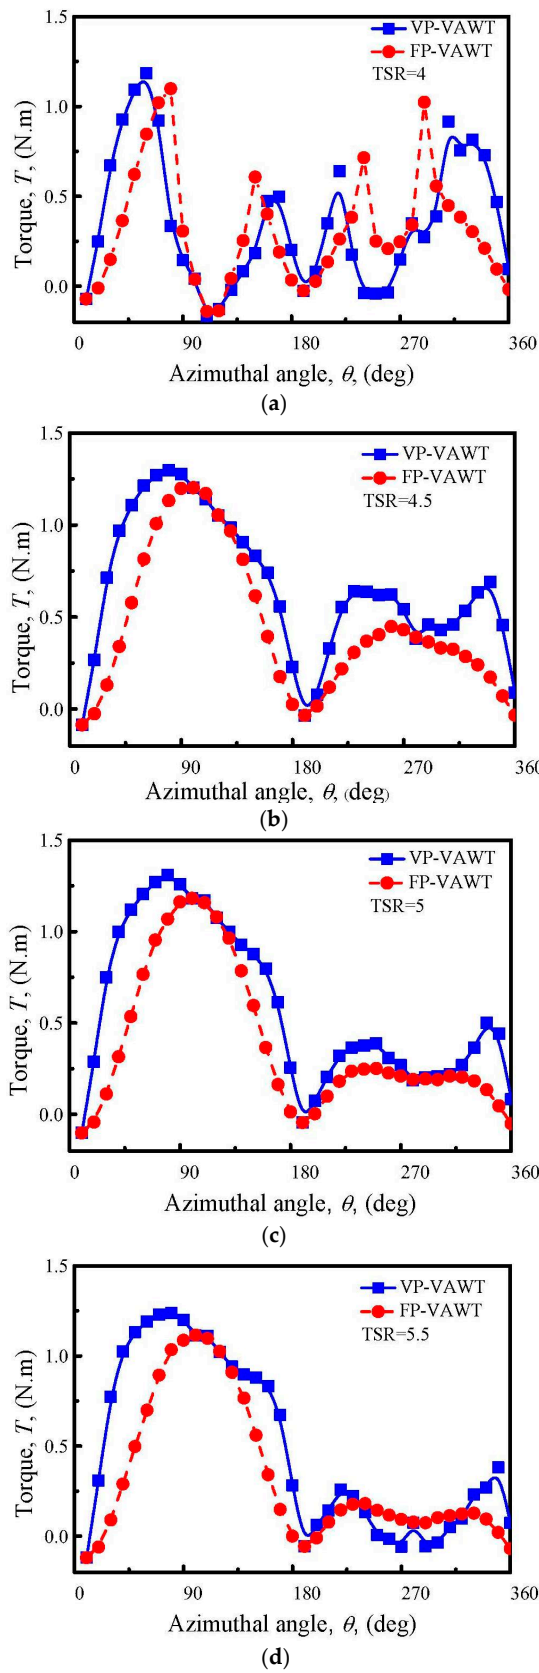 1.5
VP-VAWT
FP-VAWT
TSR=4
1.0
0.5
0.0
Torque, T, (N.m)
0 90 180 270 360
Azimuthal angle, θ, (deg)
(a)
1.5
VP-VAWT
FP-VAWT
TSR=4.5
1.0
0.5
0.0
Torque, T, (N.m)
0 90 180 270 360
Azimuthal angle, θ, (deg)
(b)
1.5
VP-VAWT
FP-VAWT
TSR=5
1.0
0.5
0.0
Torque, T, (N.m)
0 90 180 270 360
Azimuthal angle, θ, (deg)
(c)
1.5
VP-VAWT
FP-VAWT
TSR=5.5
1.0
0.5
0.0
Torque, T, (N.m)
0 90 180 270 360
Azimuthal angle, θ, (deg)
(d)